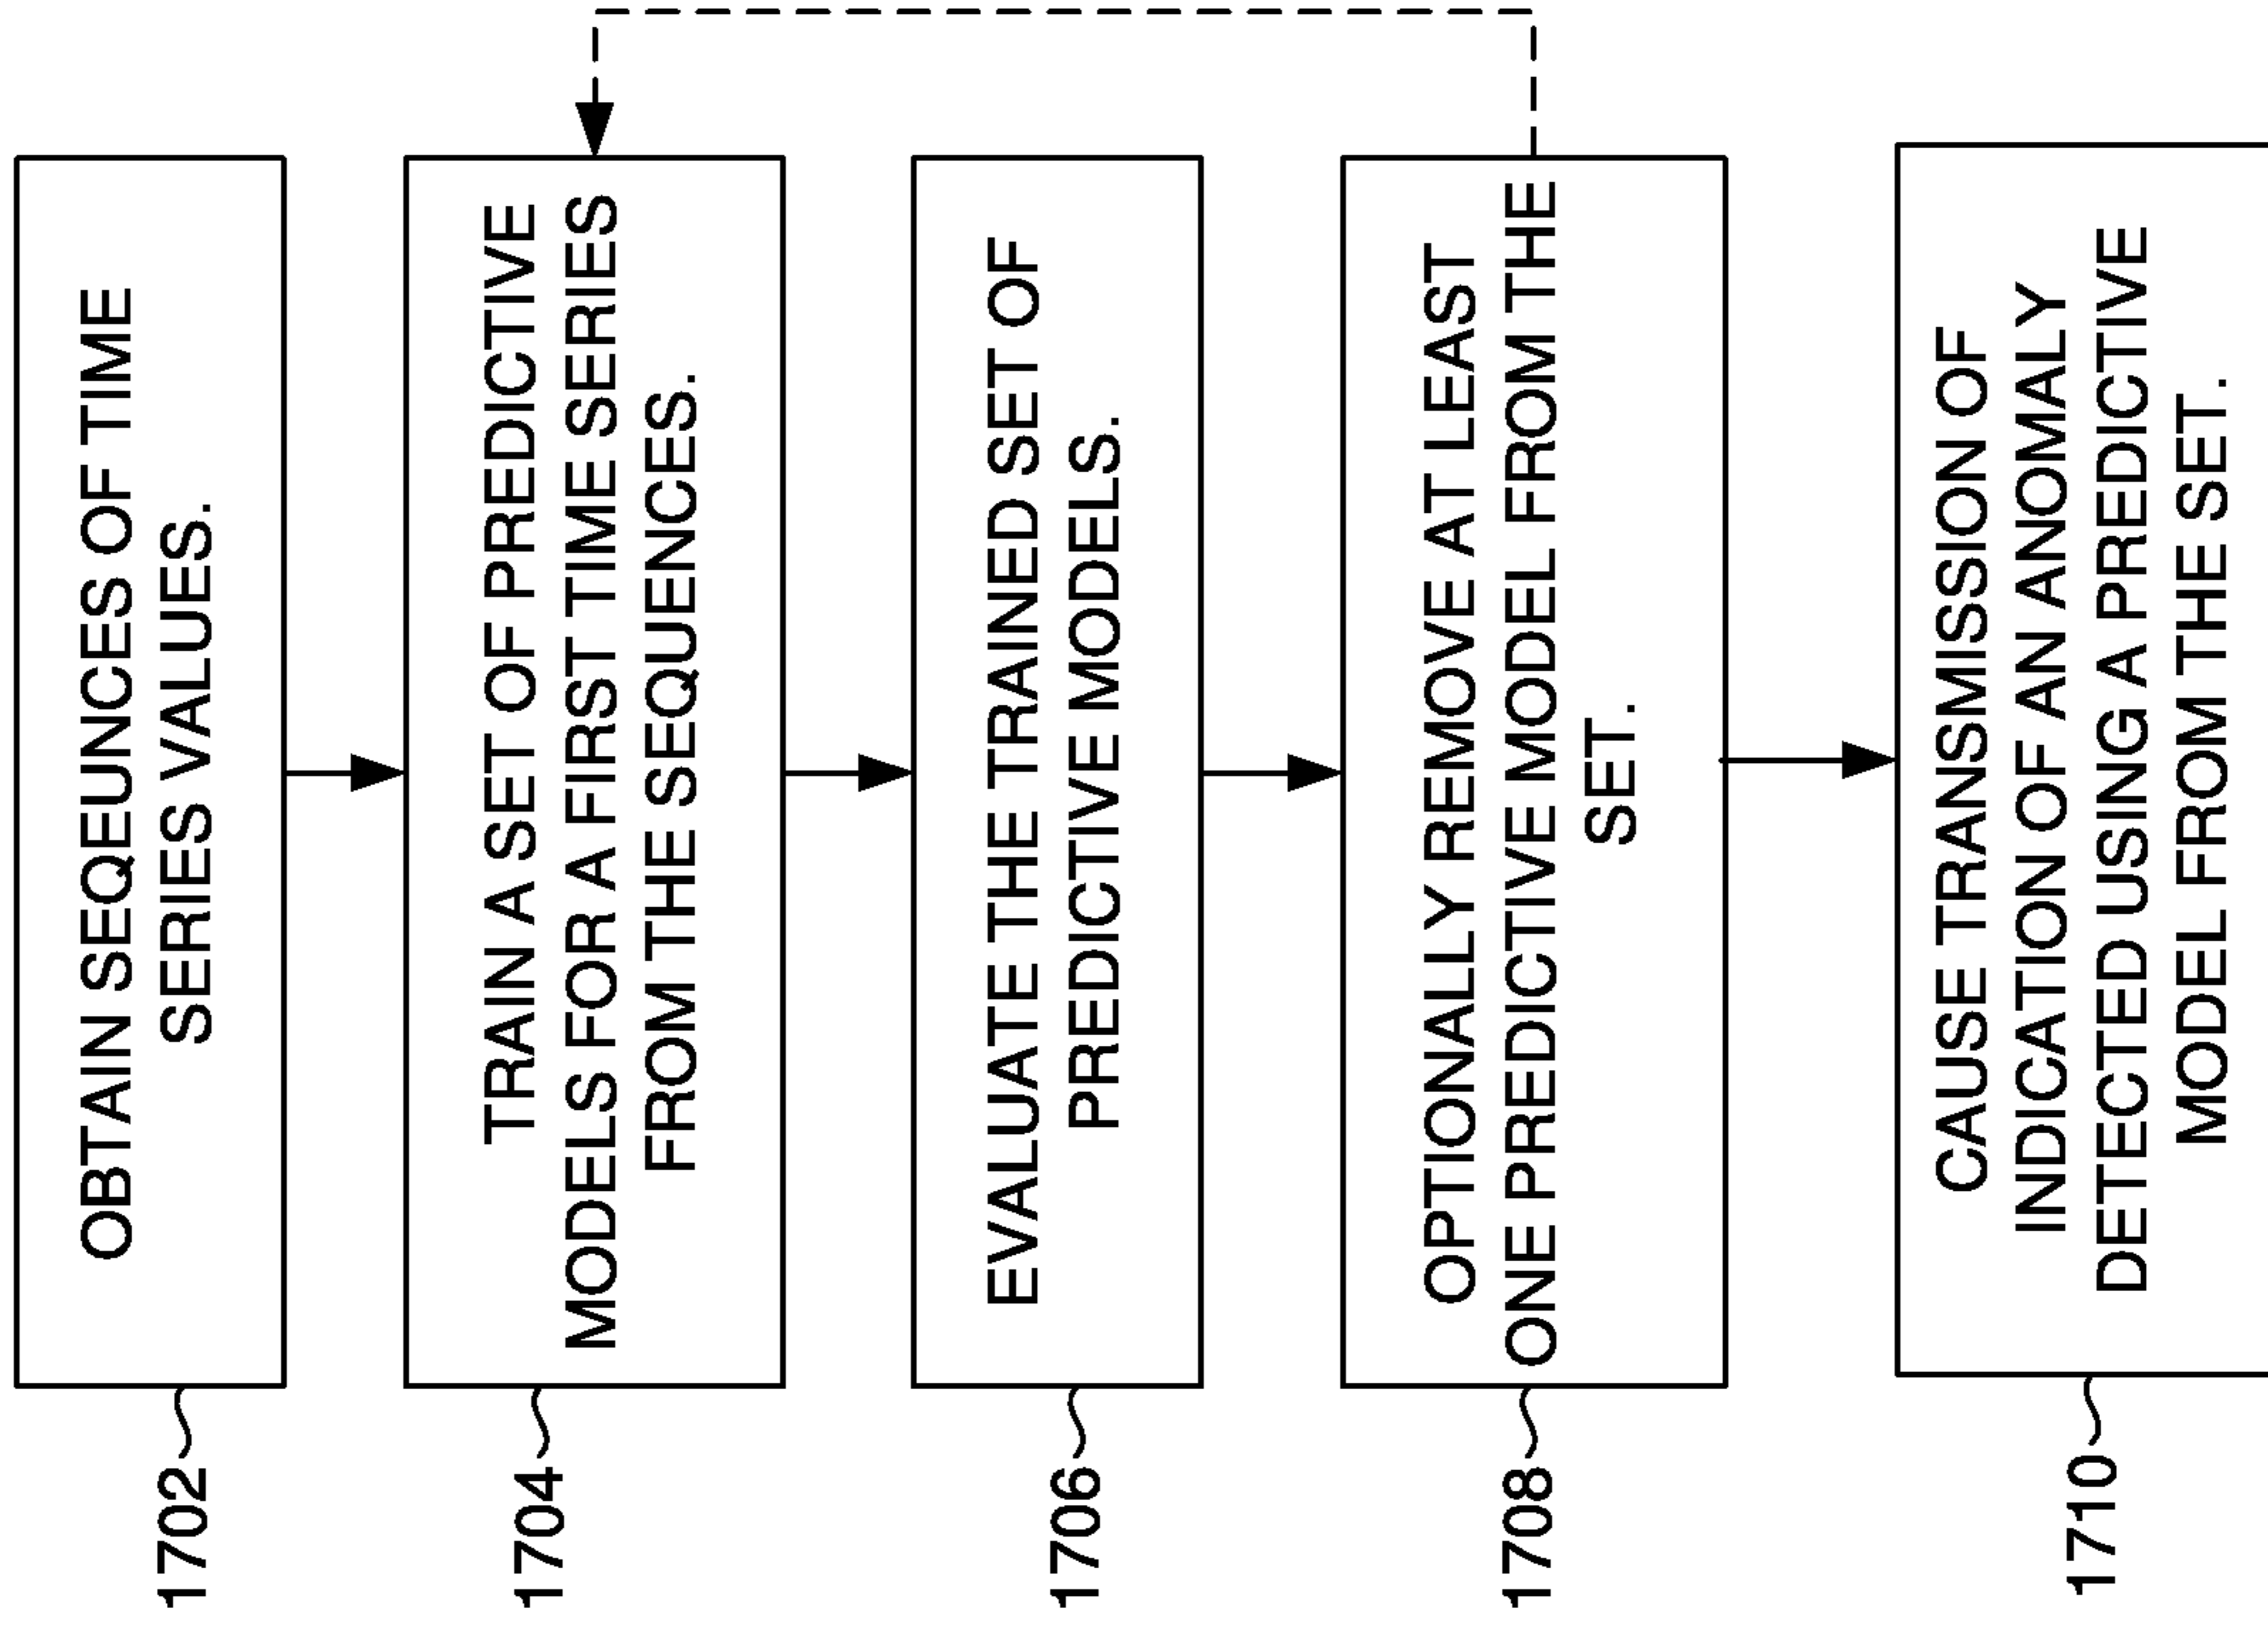 1702
OBTAIN SEQEUNCES OF TIME
SERIES VALUES.
1704
TRAIN A SET OF PREDICTIVE
MODELS FOR A FIRST TIME SERIES
FROM THE SEQUENCES.
1706
EVALUATE THE TRAINED SET OF
PREDICTIVE MODELS.
1708
OPTIONALLY REMOVE AT LEAST
ONE PREDICTIVE MODEL FROM THE
SET.
1710
CAUSE TRANSMISSION OF
INDICATION OF AN ANOMALY
DETECTED USING A PREDICTIVE
MODEL FROM THE SET.